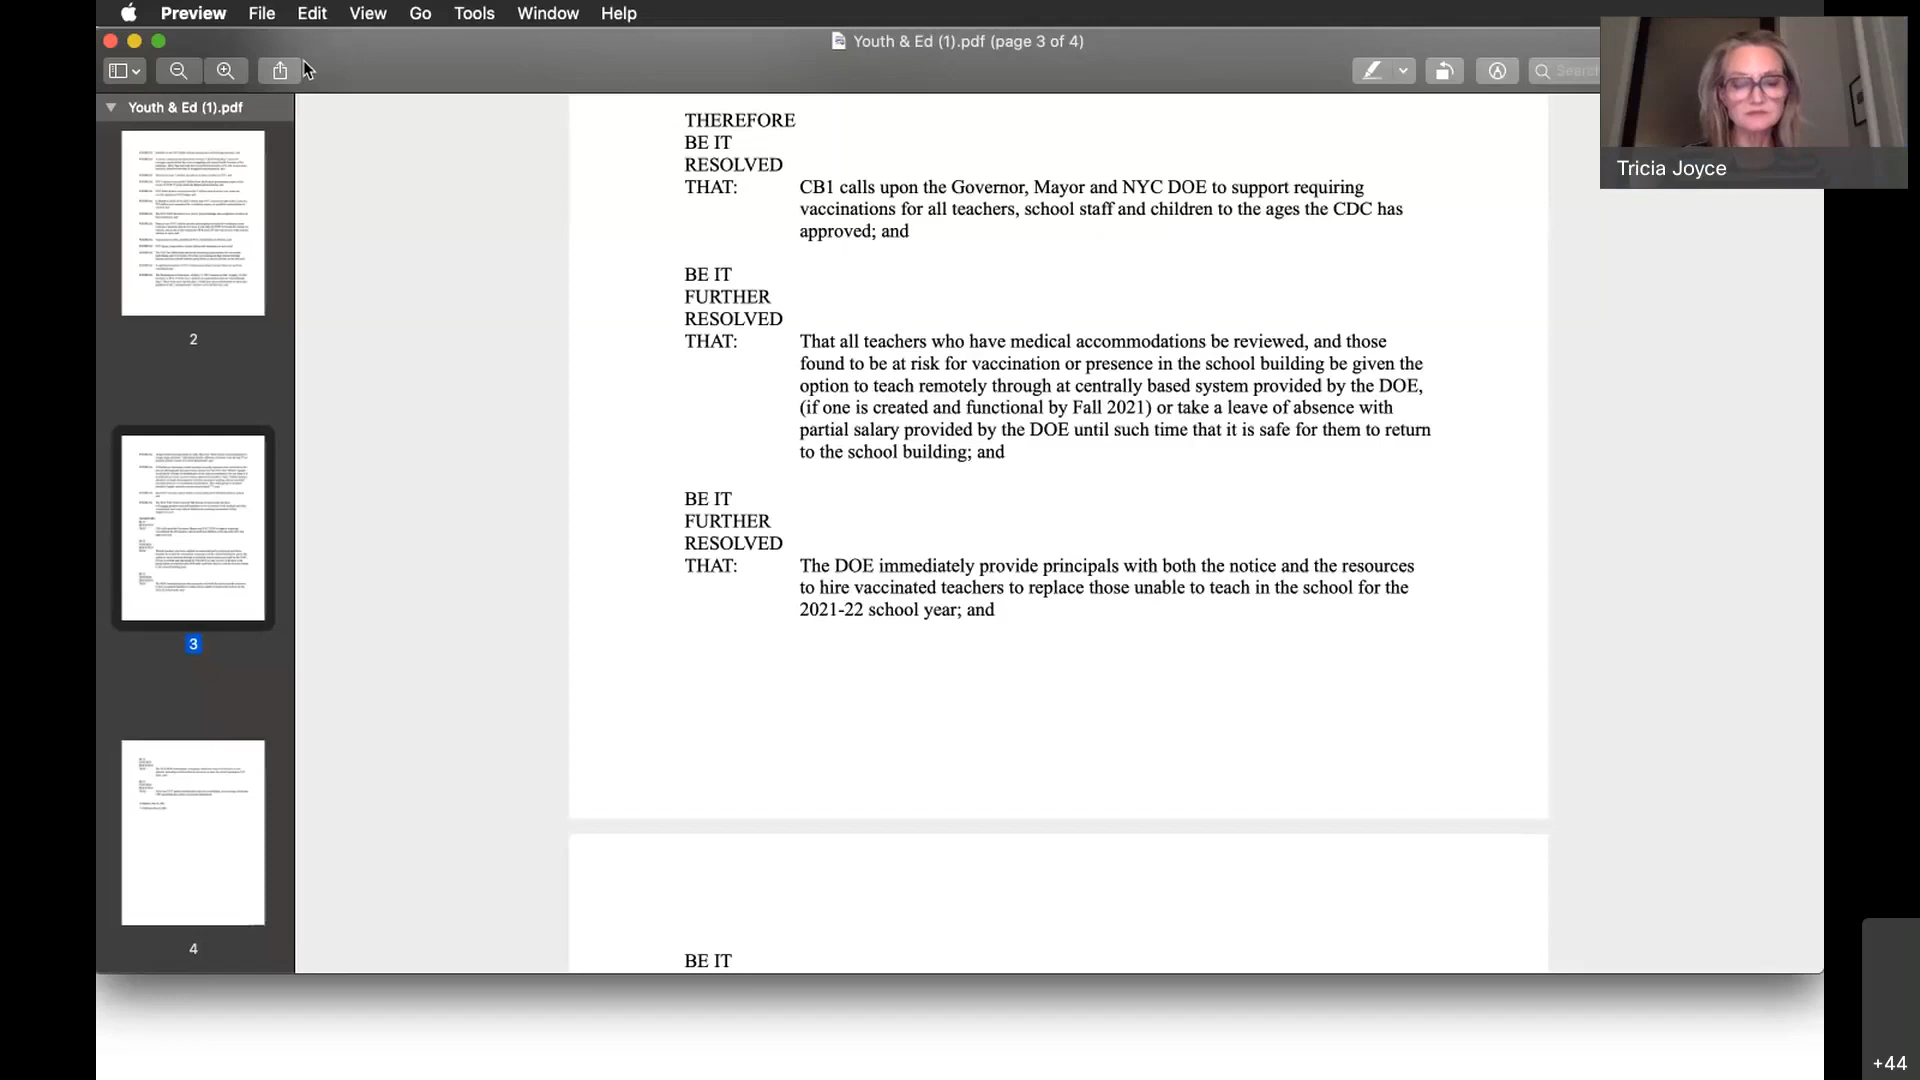 Preview File Edit View Go Tools Window Help
Youth & Ed (1).pdf (page 3 of 4)
Search
Youth & Ed (1).pdf
2
3
4
THEREFORE
BE IT
RESOLVED
THAT: CB1 calls upon the Governor, Mayor and NYC DOE to support requiring
vaccinations for all teachers, school staff and children to the ages the CDC has
approved; and
BE IT
FURTHER
RESOLVED
THAT: That all teachers who have medical accommodations be reviewed, and those
found to be at risk for vaccination or presence in the school building be given the
option to teach remotely through at centrally based system provided by the DOE,
(if one is created and functional by Fall 2021) or take a leave of absence with
partial salary provided by the DOE until such time that it is safe for them to return
to the school building; and
BE IT
FURTHER
RESOLVED
THAT: The DOE immediately provide principals with both the notice and the resources
to hire vaccinated teachers to replace those unable to teach in the school for the
2021-22 school year; and
BE IT
Tricia Joyce
+44